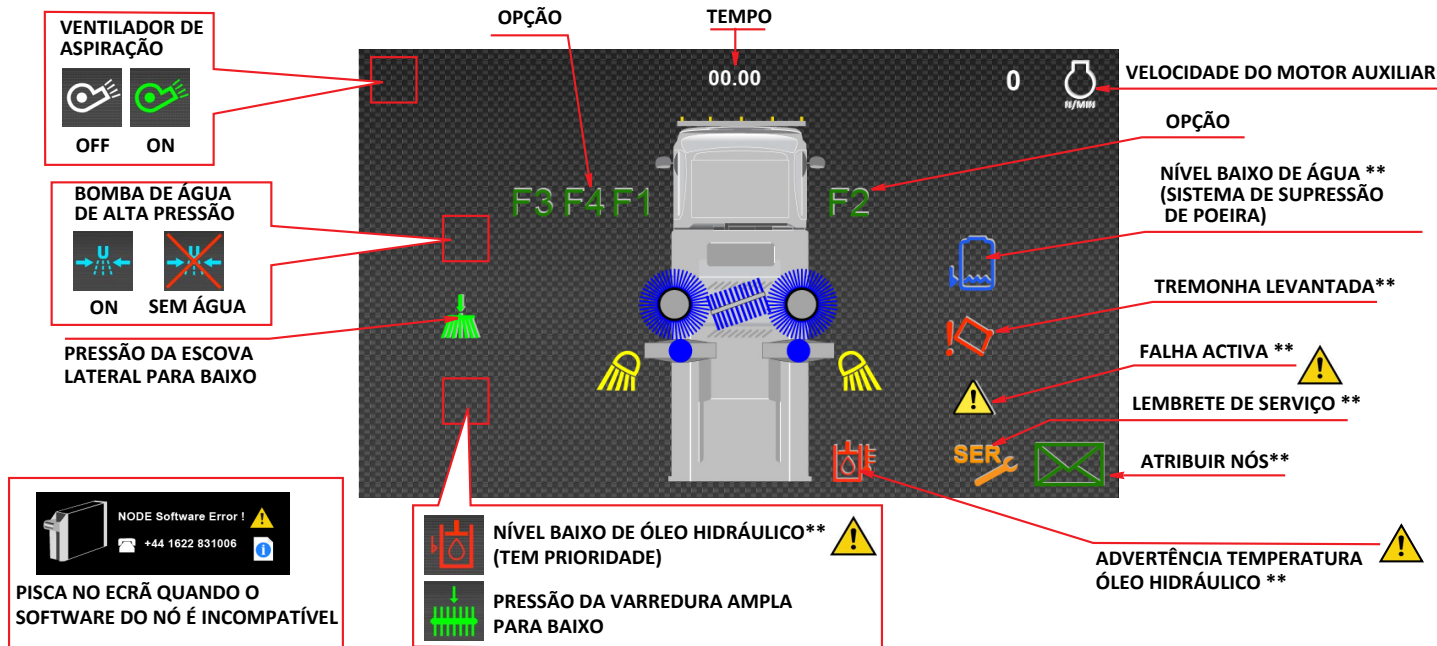 VENTILADOR DE
ASPIRAÇÃO
OFF
ON
OPÇÃO
TEMPO
00.00
0
N/MIN
VELOCIDADE DO MOTOR AUXILIAR
OPÇÃO
F3 F4 F1
F2
BOMBA DE ÁGUA
DE ALTA PRESSÃO
ON
SEM ÁGUA
NÍVEL BAIXO DE ÁGUA **
(SISTEMA DE SUPRESSÃO
DE POEIRA)
TREMONHA LEVANTADA**
PRESSÃO DA ESCOVA
LATERAL PARA BAIXO
FALHA ACTIVA **
LEMBRETE DE SERVIÇO **
SER
ATRIBUIR NÓS**
NODE Software Error !
+44 1622 831006
PISCA NO ECRÃ QUANDO O
SOFTWARE DO NÓ É INCOMPATÍVEL
NÍVEL BAIXO DE ÓLEO HIDRÁULICO**
(TEM PRIORIDADE)
PRESSÃO DA VARREDURA AMPLA
PARA BAIXO
ADVERTÊNCIA TEMPERATURA
ÓLEO HIDRÁULICO **